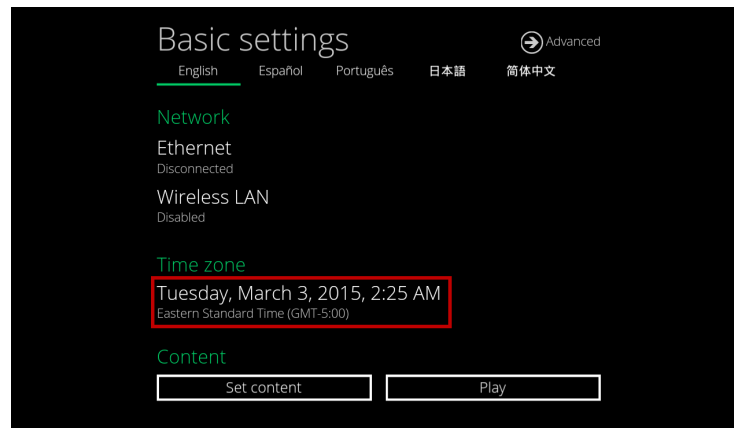 Basic settings
Advanced
English Español Português 日本語 简体中文
Network
Ethernet
Disconnected
Wireless LAN
Disabled
Time zone
Tuesday, March 3, 2015, 2:25 AM
Eastern Standard Time (GMT-5:00)
Content
Set content Play